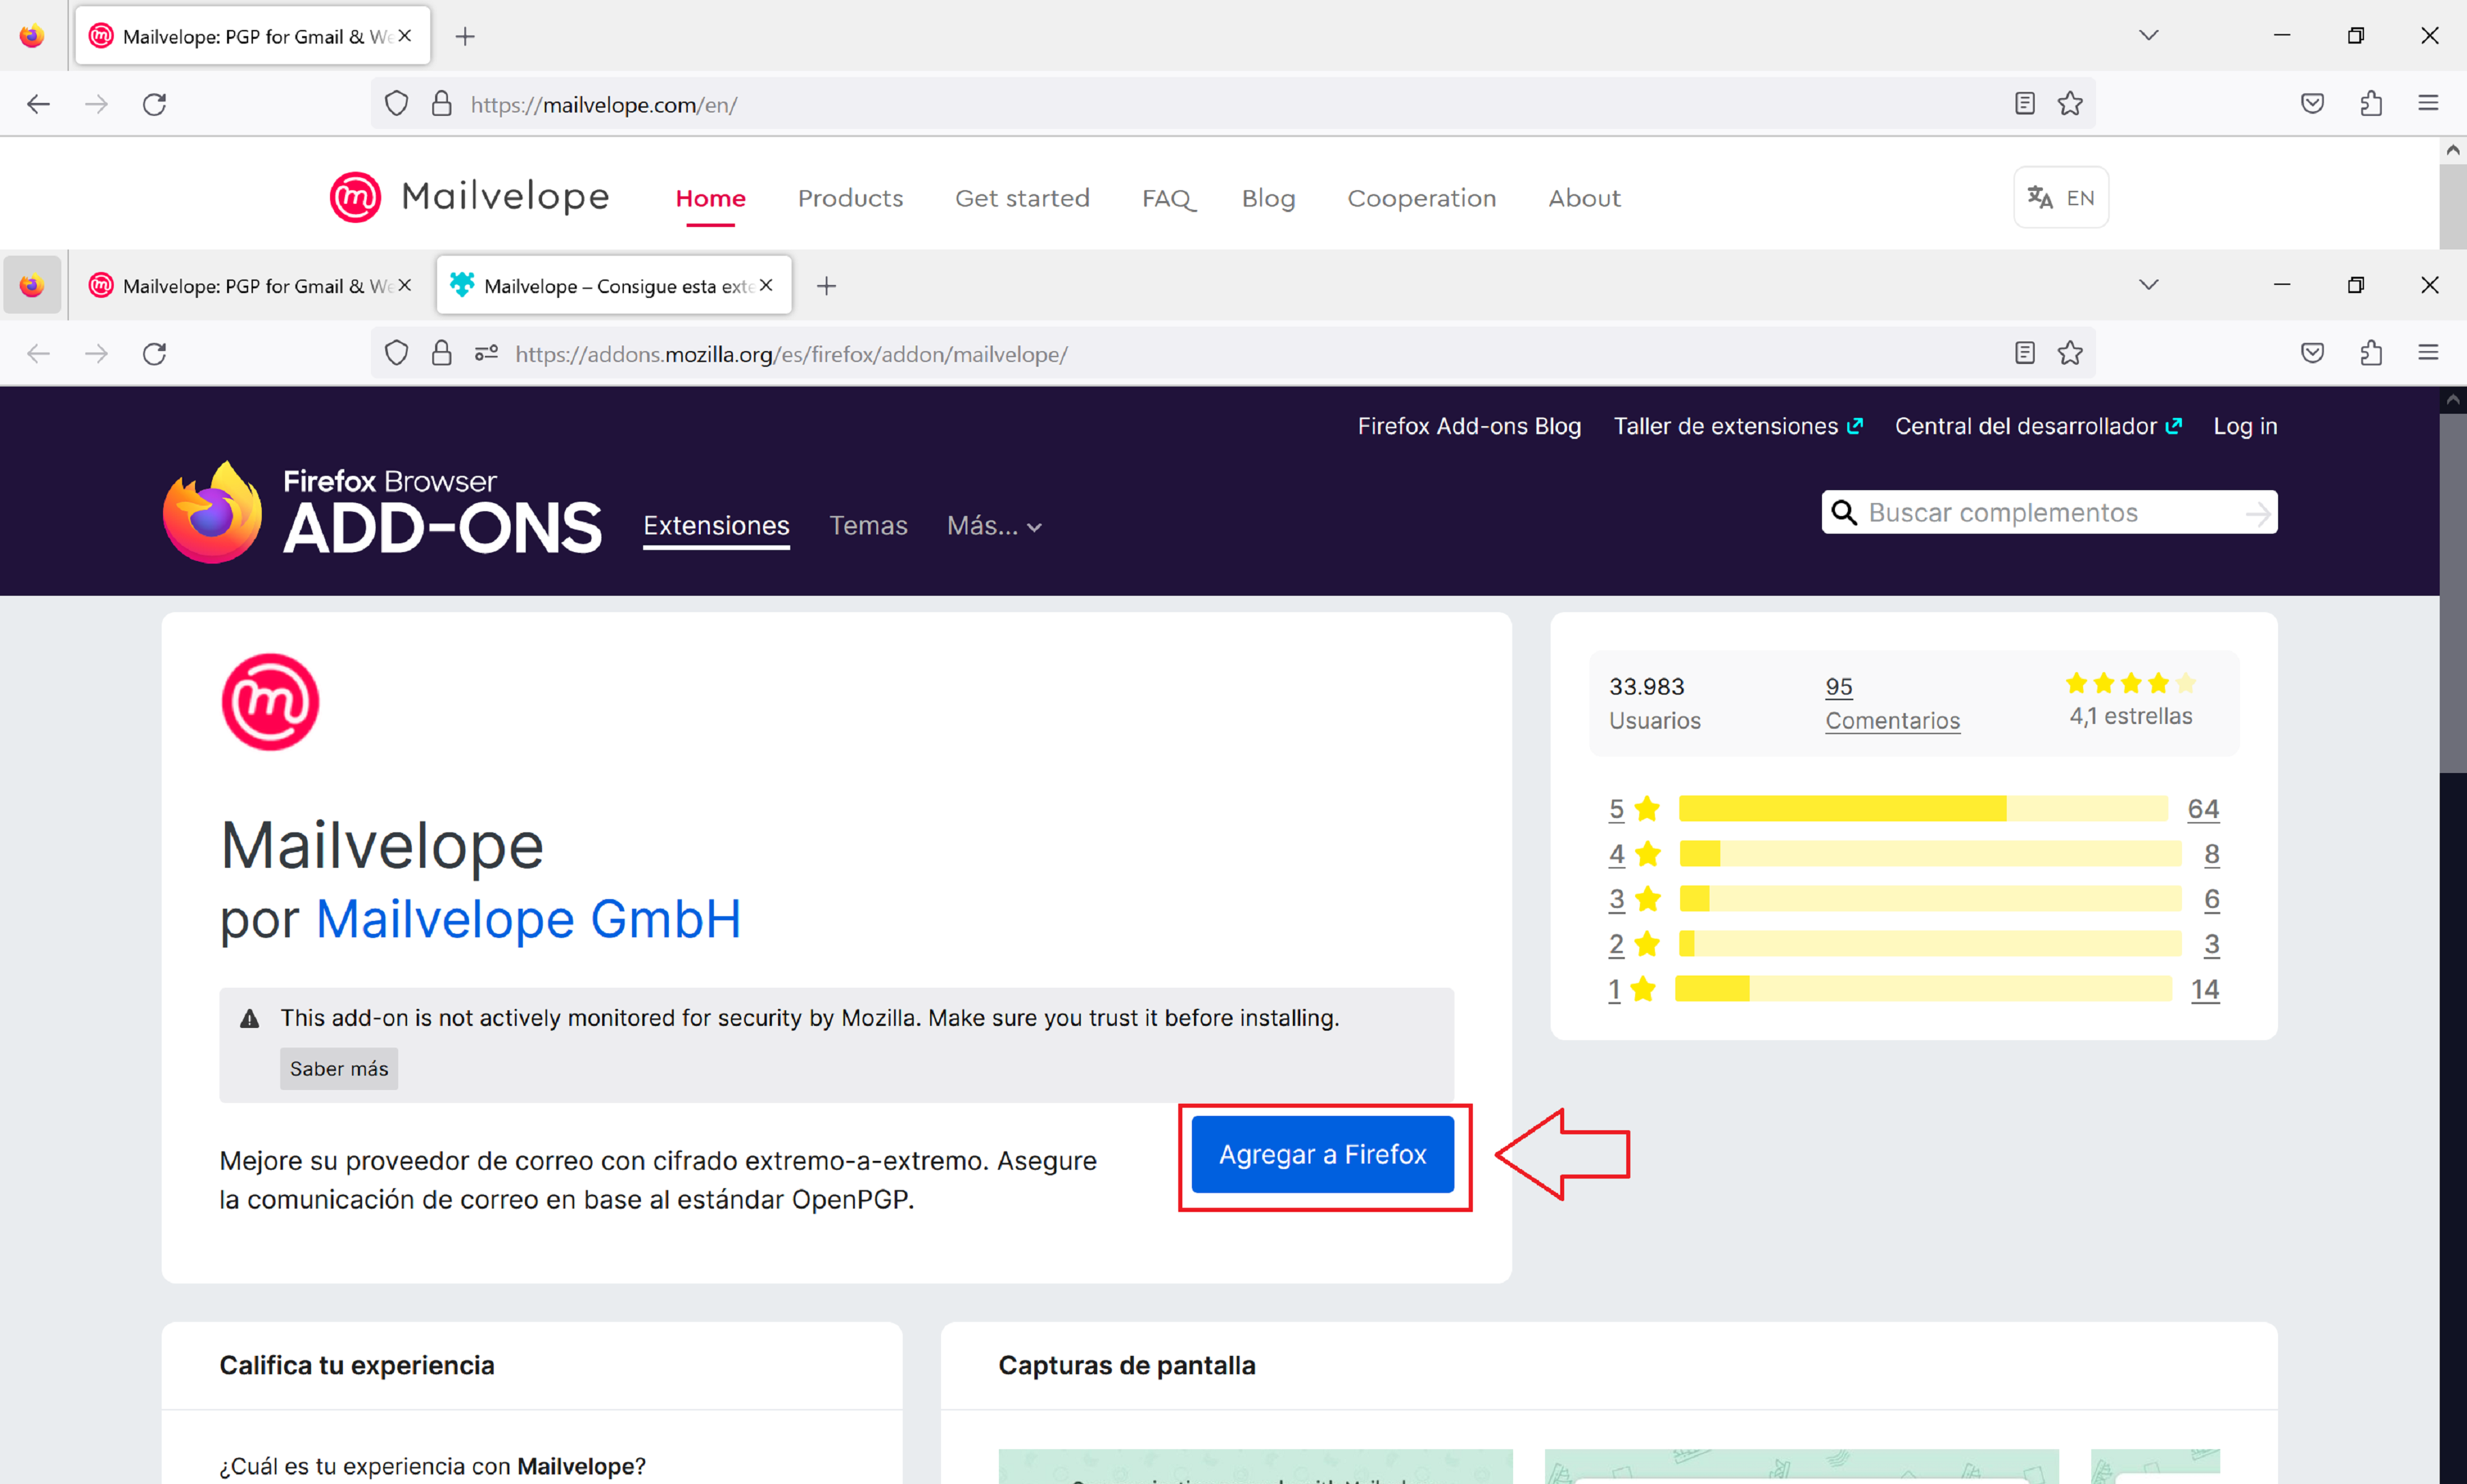 Mailvelope: PGP for Gmail & We
https://mailvelope.com/en/
Mailvelope Home Products Get started FAQ Blog Cooperation About EN
Mailvelope: PGP for Gmail & We Mailvelope – Consigue esta exte
https://addons.mozilla.org/es/firefox/addon/mailvelope/
Firefox Add-ons Blog Taller de extensiones Central del desarrollador Log in
Firefox Browser
ADD-ONS Extensiones Temas Más... Buscar complementos
33.983 95
Usuarios Comentarios 4,1 estrellas
5 64
4 8
3 6
2 3
1 14
Mailvelope
por Mailvelope GmbH
This add-on is not actively monitored for security by Mozilla. Make sure you trust it before installing.
Saber más
Mejore su proveedor de correo con cifrado extremo-a-extremo. Asegure
la comunicación de correo en base al estándar OpenPGP.
Agregar a Firefox
Califica tu experiencia
¿Cuál es tu experiencia con Mailvelope?
Capturas de pantalla